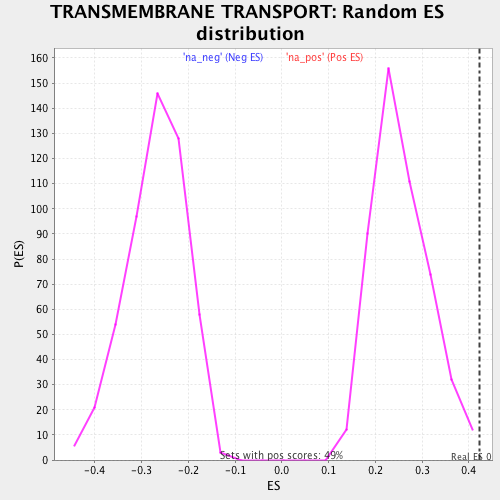 TRANSMEMBRANE TRANSPORT: Random ES
distribution
'na_neg' (Neg ES) 'na_pos' (Pos ES)
P(ES)
160
150
140
130
120
110
100
90
80
70
60
50
40
30
20
10
0
Sets with pos scores: 49%
Real ES 0
-0.4 -0.3 -0.2 -0.1 0.0 0.1 0.2 0.3 0.4
ES